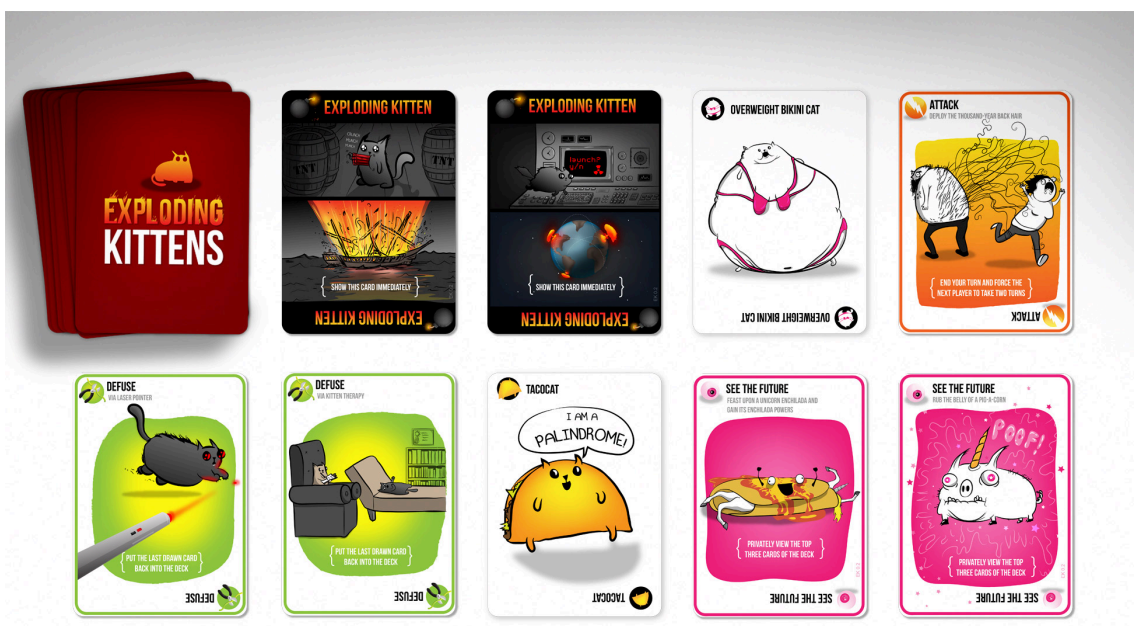 EXPLODING
KITTENS
EXPLODING KITTEN
TNT
TNT
{ SHOW THIS CARD IMMEDIATELY }
EXPLODING KITTEN
EXPLODING KITTEN
launch?
y/n
{ SHOW THIS CARD IMMEDIATELY }
EXPLODING KITTEN
OVERWEIGHT BIKINI CAT
OVERWEIGHT BIKINI CAT
ATTACK
DEPLOY THE THOUSAND-YEAR BACK HAIR
END YOUR TURN AND FORCE THE
NEXT PLAYER TO TAKE TWO TURNS
ATTACK
DEFUSE
VIA LASER POINTER
PUT THE LAST DRAWN CARD
BACK INTO THE DECK
DEFUSE
DEFUSE
VIA KITTEN THERAPY
PUT THE LAST DRAWN CARD
BACK INTO THE DECK
DEFUSE
TACOCAT
I AM A
PALINDROME!
TACOCAT
SEE THE FUTURE
FEAST UPON A UNICORN ENCHILADA AND
GAIN ITS ENCHILADA POWERS
PRIVATELY VIEW THE TOP
THREE CARDS OF THE DECK
SEE THE FUTURE
SEE THE FUTURE
RUB THE BELLY OF A PIG-A-CORN
POOF!
PRIVATELY VIEW THE TOP
THREE CARDS OF THE DECK
SEE THE FUTURE